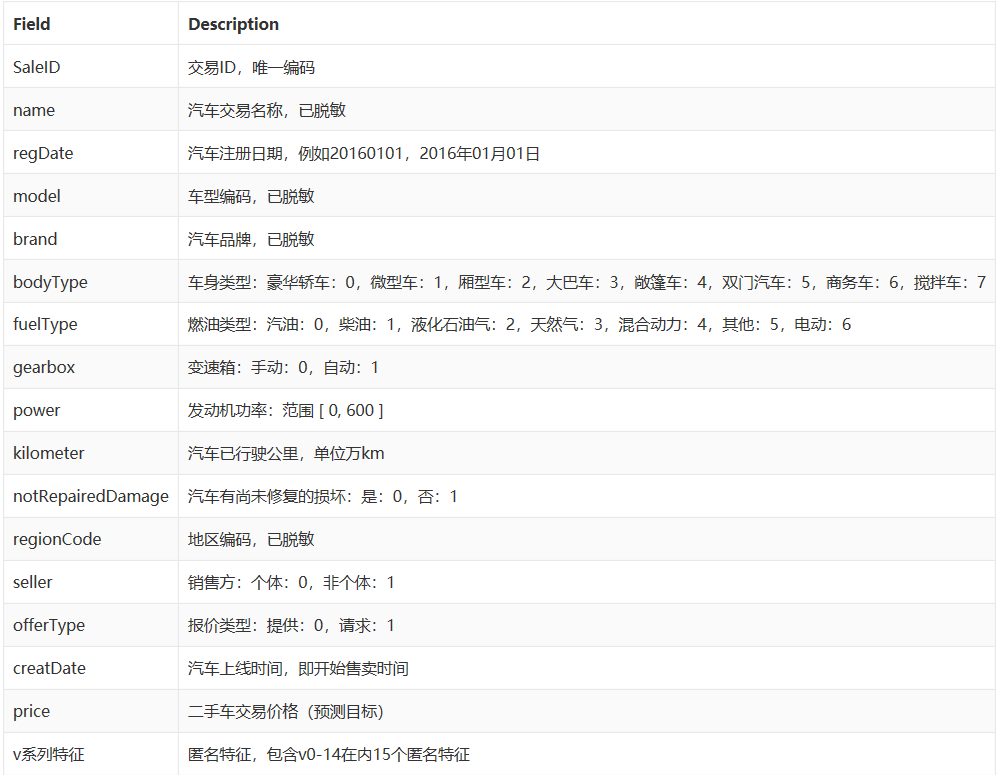 Field Description
SaleID 交易ID，唯一编码
name 汽车交易名称，已脱敏
regDate 汽车注册日期，例如20160101，2016年01月01日
model 车型编码，已脱敏
brand 汽车品牌，已脱敏
bodyType 车身类型：豪华轿车：0，微型车：1，厢型车：2，大巴车：3，敞篷车：4，双门汽车：5，商务车：6，搅拌车：7
fuelType 燃油类型：汽油：0，柴油：1，液化石油气：2，天然气：3，混合动力：4，其他：5，电动：6
gearbox 变速箱：手动：0，自动：1
power 发动机功率：范围 [ 0, 600 ]
kilometer 汽车已行驶公里，单位万km
notRepairedDamage 汽车有尚未修复的损坏：是：0，否：1
regionCode 地区编码，已脱敏
seller 销售方：个体：0，非个体：1
offerType 报价类型：提供：0，请求：1
creatDate 汽车上线时间，即开始售卖时间
price 二手车交易价格（预测目标）
v系列特征 匿名特征，包含v0-14在内15个匿名特征